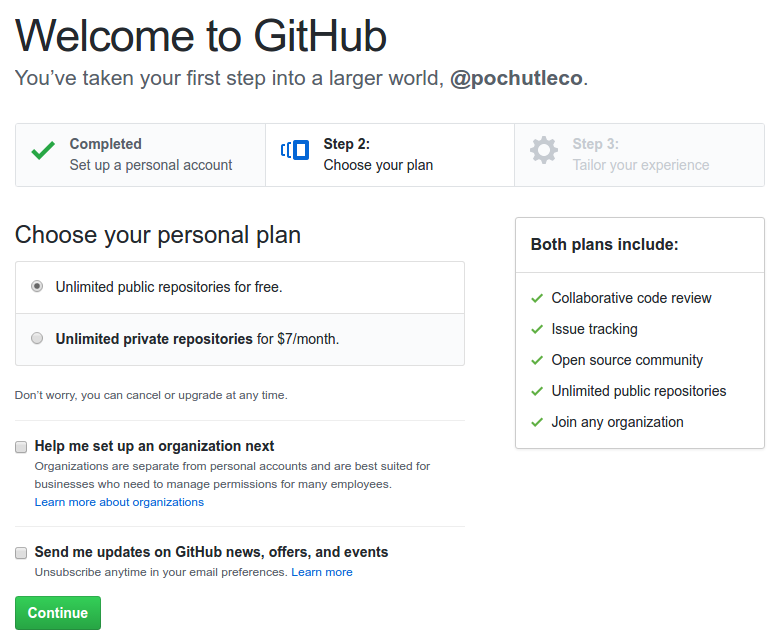 Welcome to GitHub
You’ve taken your first step into a larger world, @pochutleco.
Completed
Set up a personal account
Step 2:
Choose your plan
Step 3:
Tailor your experience
Choose your personal plan
Unlimited public repositories for free.
Unlimited private repositories for $7/month.
Don’t worry, you can cancel or upgrade at any time.
Help me set up an organization next
Organizations are separate from personal accounts and are best suited for
businesses who need to manage permissions for many employees.
Learn more about organizations
Send me updates on GitHub news, offers, and events
Unsubscribe anytime in your email preferences. Learn more
Continue
Both plans include:
Collaborative code review
Issue tracking
Open source community
Unlimited public repositories
Join any organization